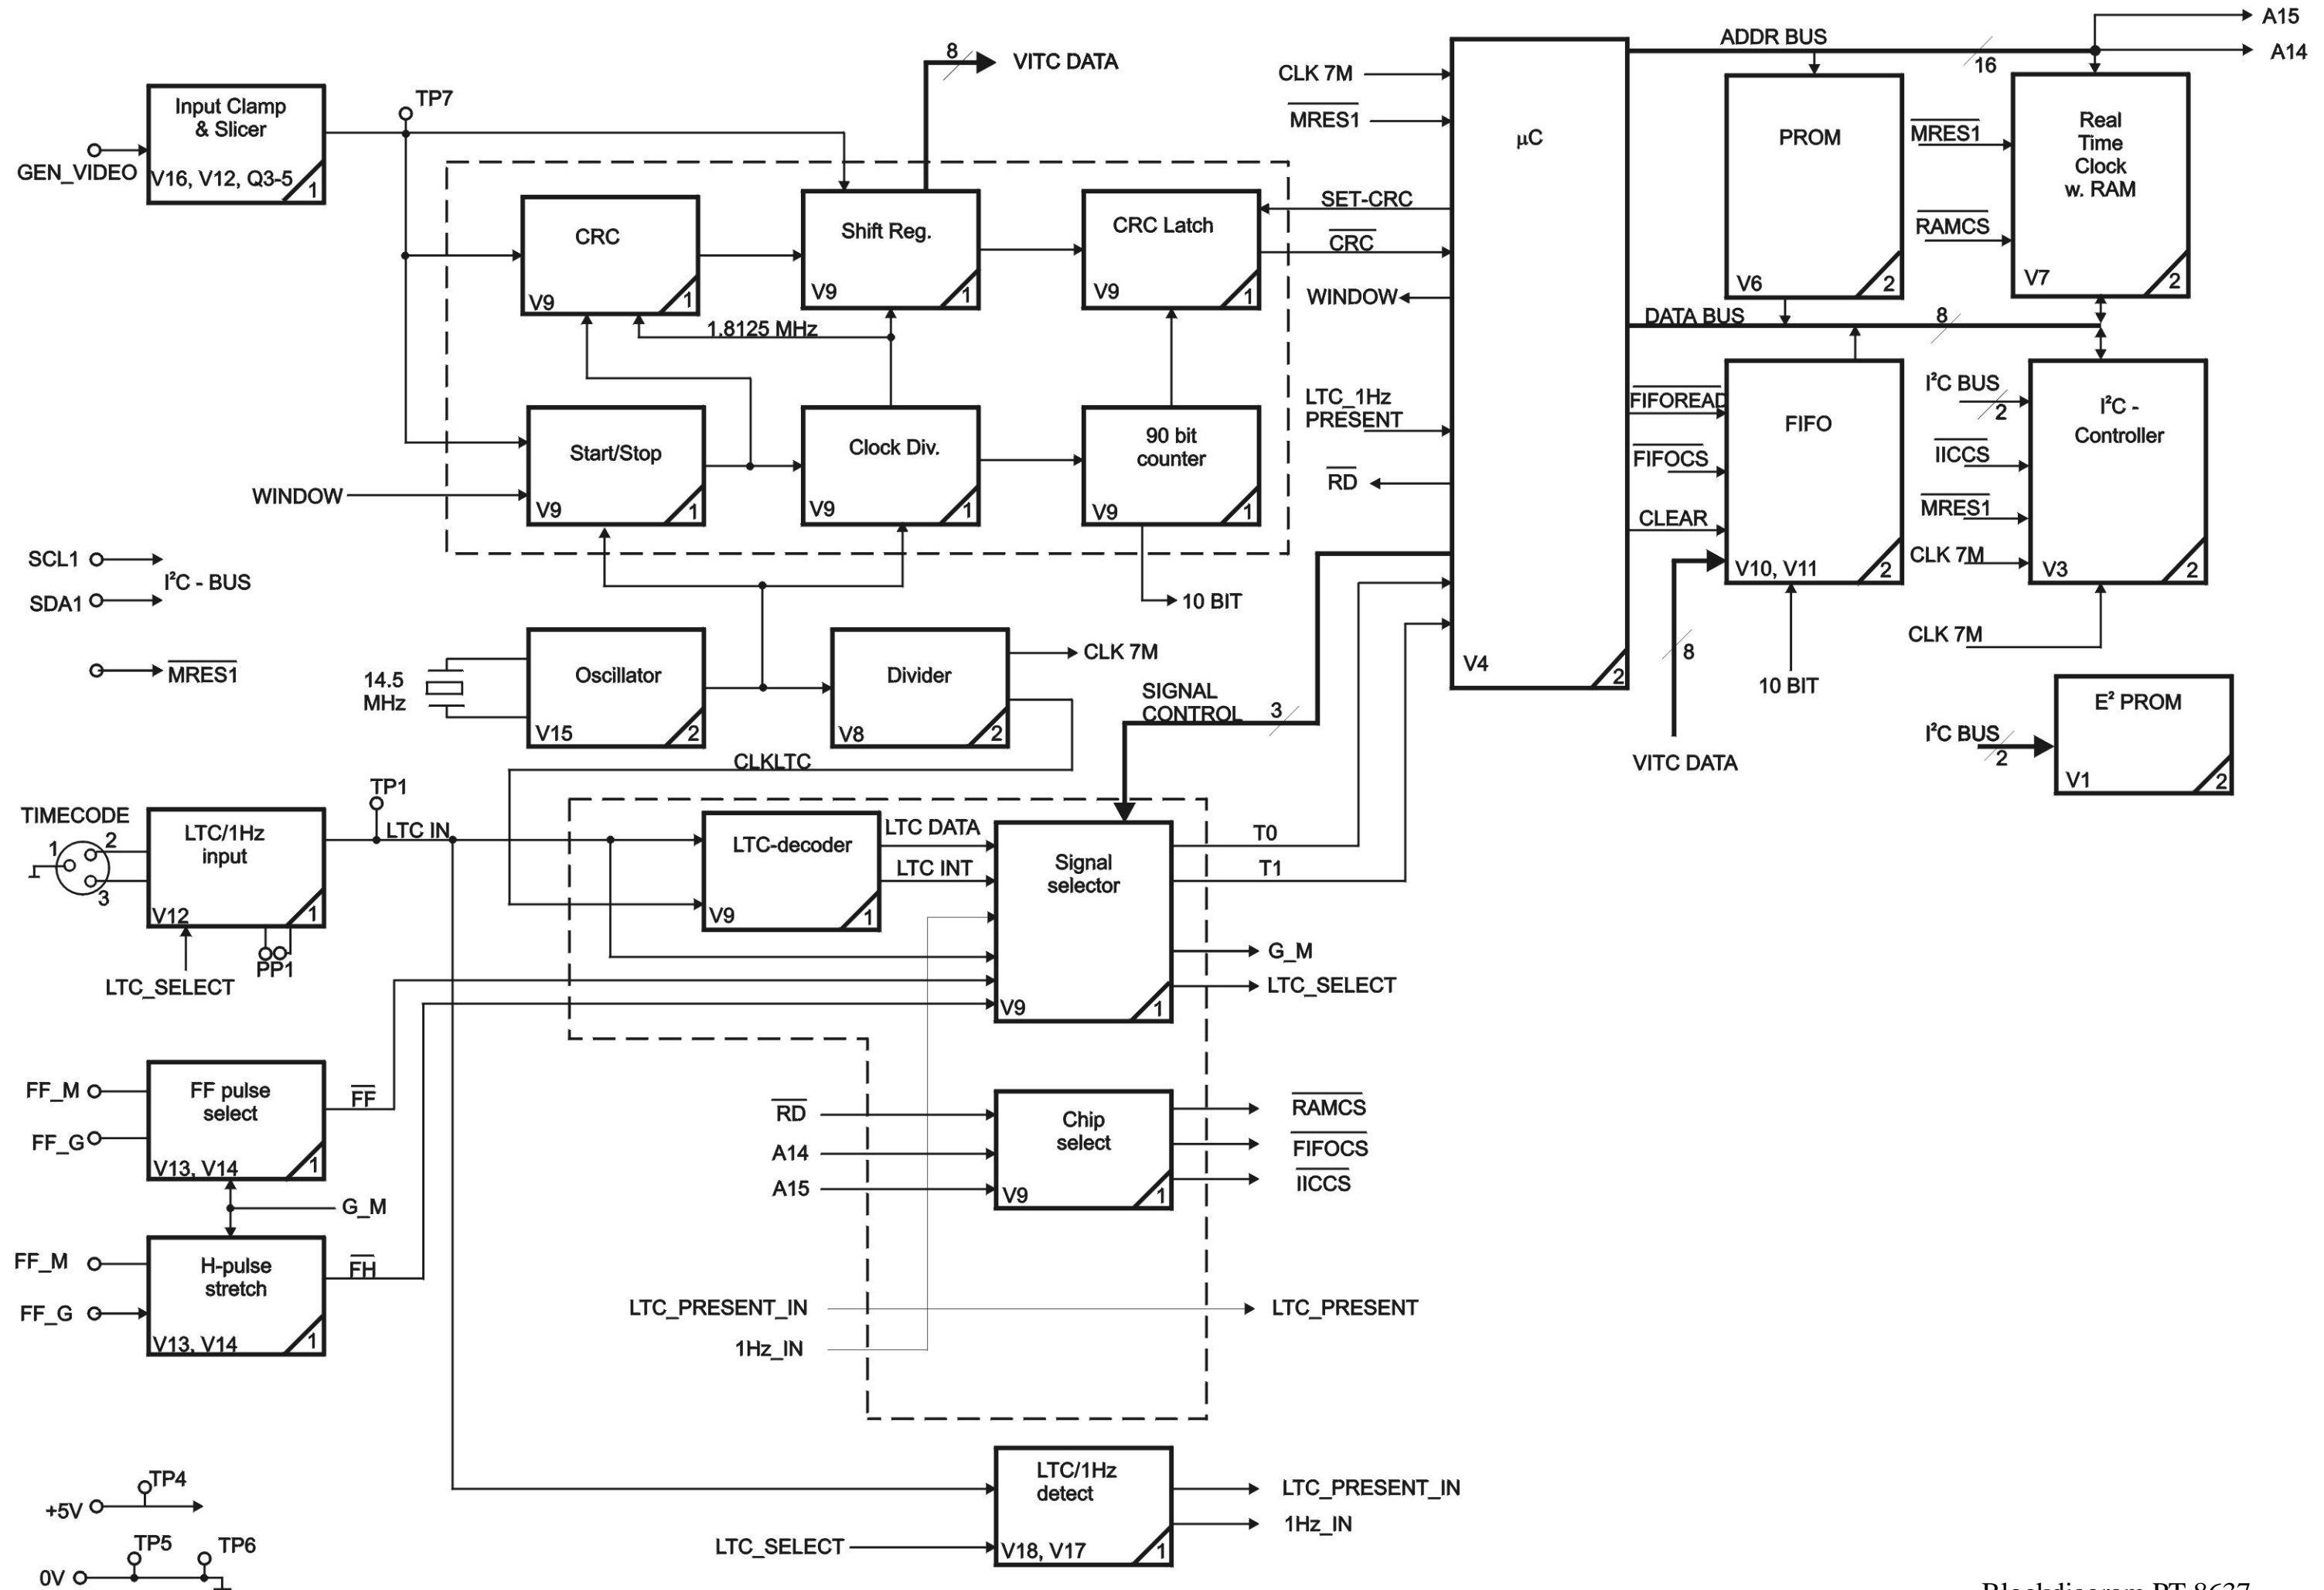 A15
ADDR BUS
16
A14
8
VITC DATA
Input Clamp
& Slicer
V16, V12, Q3-5
1
GEN_VIDEO
TP7
CLK 7M
MRES1
µC
V4
2
PROM
V6
2
MRES1
RAMCS
Real
Time
Clock
w. RAM
V7
2
CRC
V9
1
Shift Reg.
V9
1
CRC Latch
V9
1
SET-CRC
CRC
WINDOW
1.8125 MHz
DATA BUS
8
LTC_1Hz
PRESENT
RD
FIFOREAD
FIFOCS
CLEAR
FIFO
V10, V11
2
I²C BUS
2
IICCS
MRES1
CLK 7M
I²C -
Controller
V3
2
CLK 7M
Start/Stop
V9
1
Clock Div.
V9
1
90 bit
counter
V9
1
WINDOW
10 BIT
SCL1
SDA1
I²C - BUS
MRES1
14.5
MHz
Oscillator
V15
2
Divider
V8
2
CLK 7M
CLKLTC
SIGNAL
CONTROL
3
8
VITC DATA
10 BIT
I²C BUS
2
E² PROM
V1
2
TIMECODE
1
2
3
LTC/1Hz
input
V12
1
TP1
LTC IN
PP1
LTC_SELECT
LTC-decoder
V9
1
LTC DATA
LTC INT
Signal
selector
V9
1
T0
T1
G_M
LTC_SELECT
FF_M
FF_G
FF pulse
select
V13, V14
1
FF
G_M
FF_M
FF_G
H-pulse
stretch
V13, V14
1
FH
RD
A14
A15
Chip
select
V9
1
RAMCS
FIFOCS
IICCS
LTC_PRESENT_IN
LTC_PRESENT
1Hz_IN
LTC/1Hz
detect
V18, V17
1
LTC_PRESENT_IN
1Hz_IN
LTC_SELECT
TP4
+5V
TP5
TP6
0V